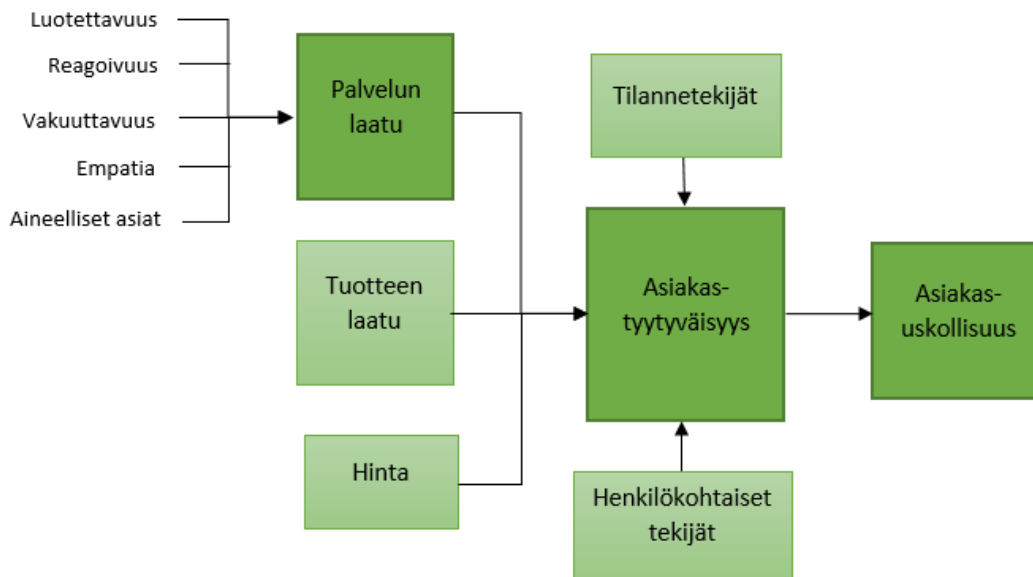 Luotettavuus
Reagoivuus
Vakuuttavuus
Empatia
Aineelliset asiat
Palvelun
laatu
Tuotteen
laatu
Hinta
Tilannetekijät
Asiakas-
tyytyväisyys
Henkilökohtaiset
tekijät
Asiakas-
uskollisuus